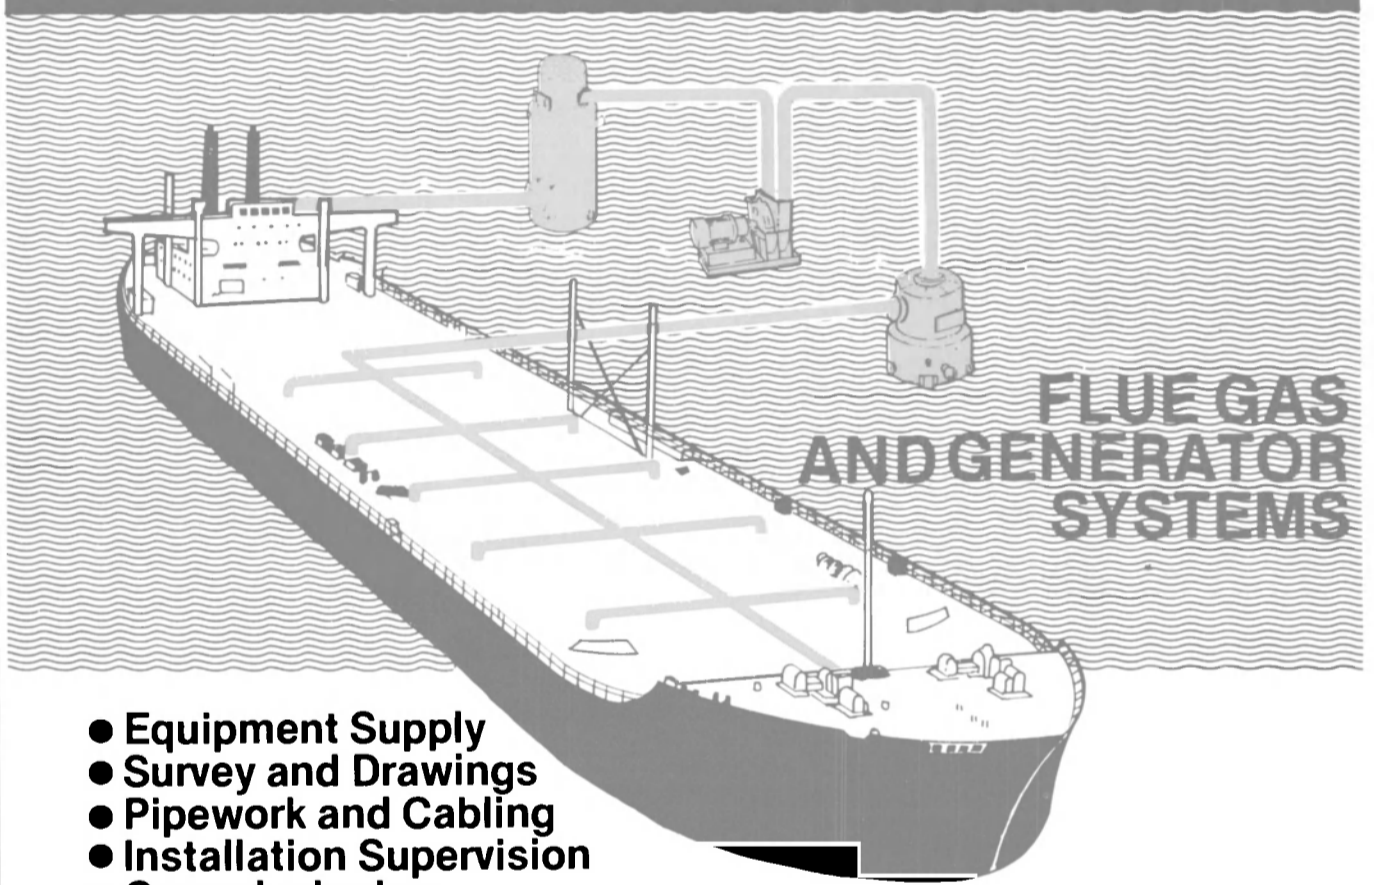 FLUE GAS
AND GENERATOR
SYSTEMS
● Equipment Supply
● Survey and Drawings
● Pipework and Cabling
● Installation Supervision